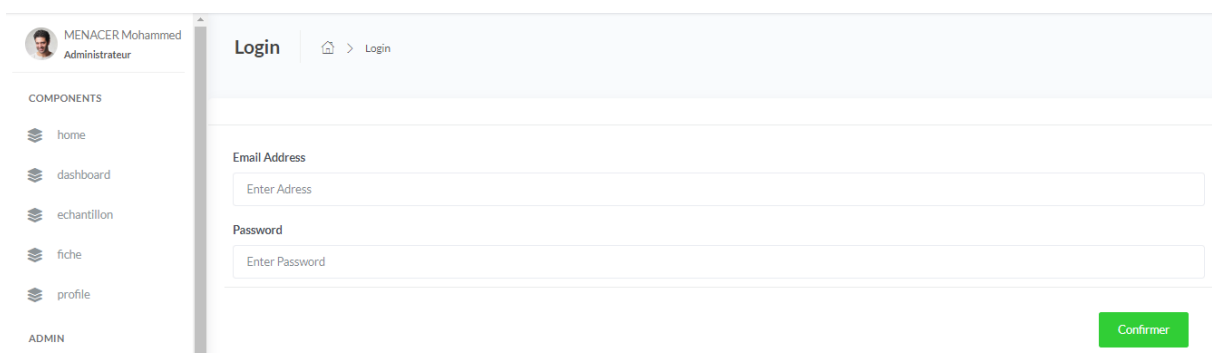 MENACER Mohammed
Administrateur
COMPONENTS
home
dashboard
echantillon
fiche
profile
ADMIN
Login
> Login
Email Address
Enter Adress
Password
Enter Password
Confirmer